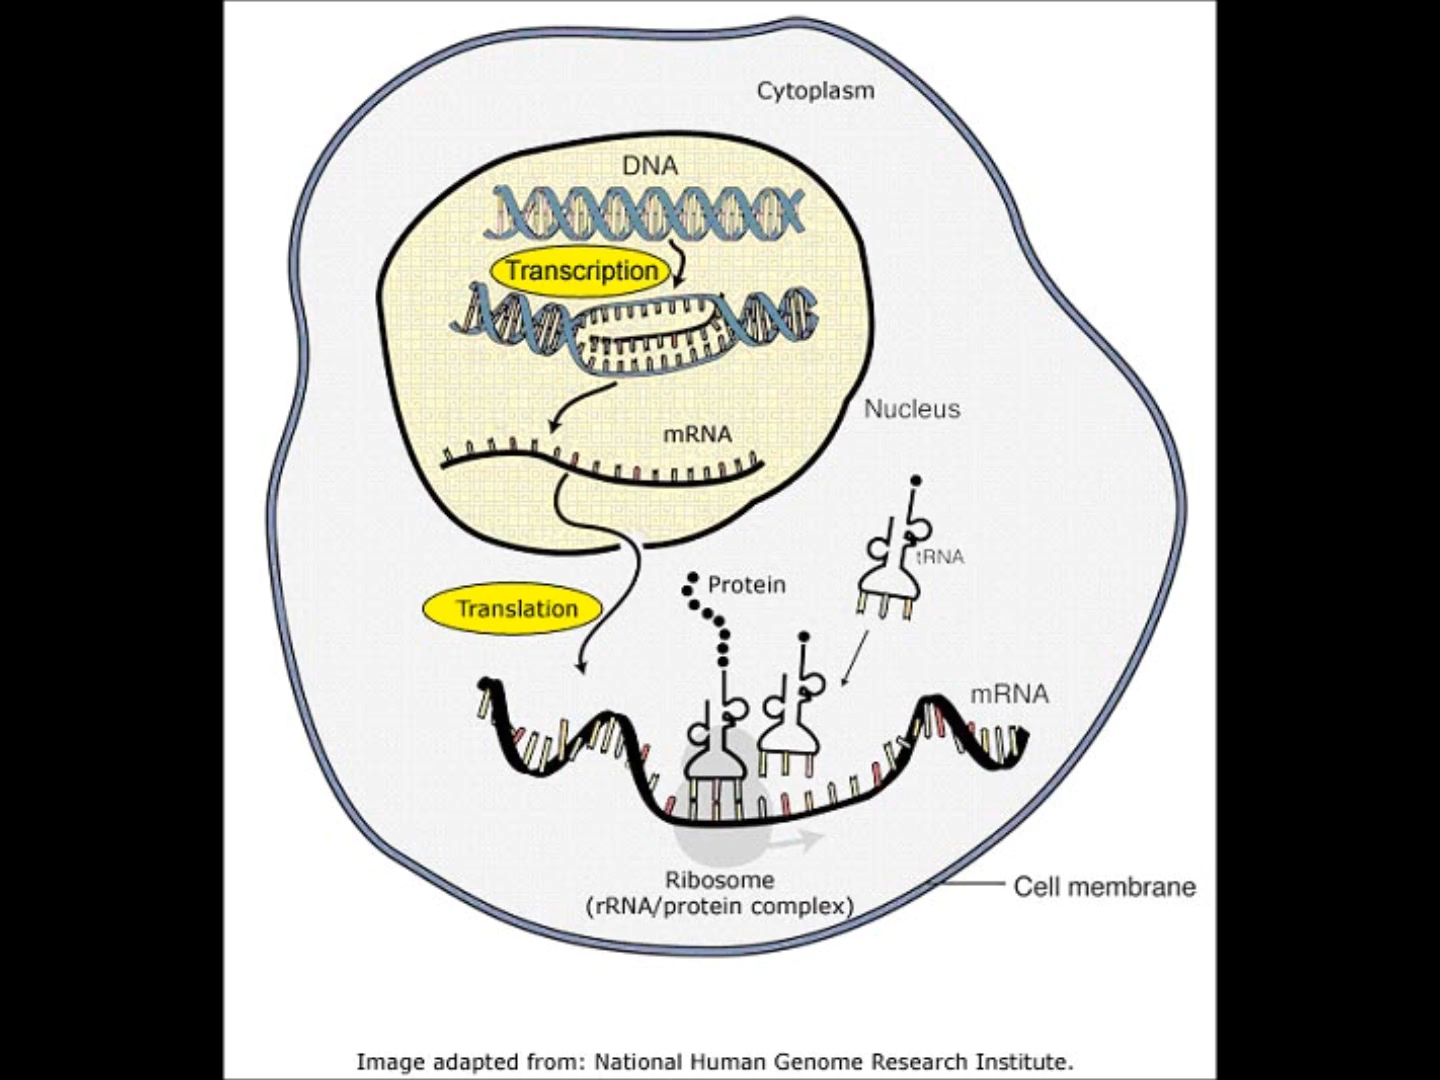 Cytoplasm
DNA
Transcription
Nucleus
mRNA
tRNA
Protein
Translation
mRNA
Ribosome
(rRNA/protein complex)
Cell membrane
Image adapted from: National Human Genome Research Institute.